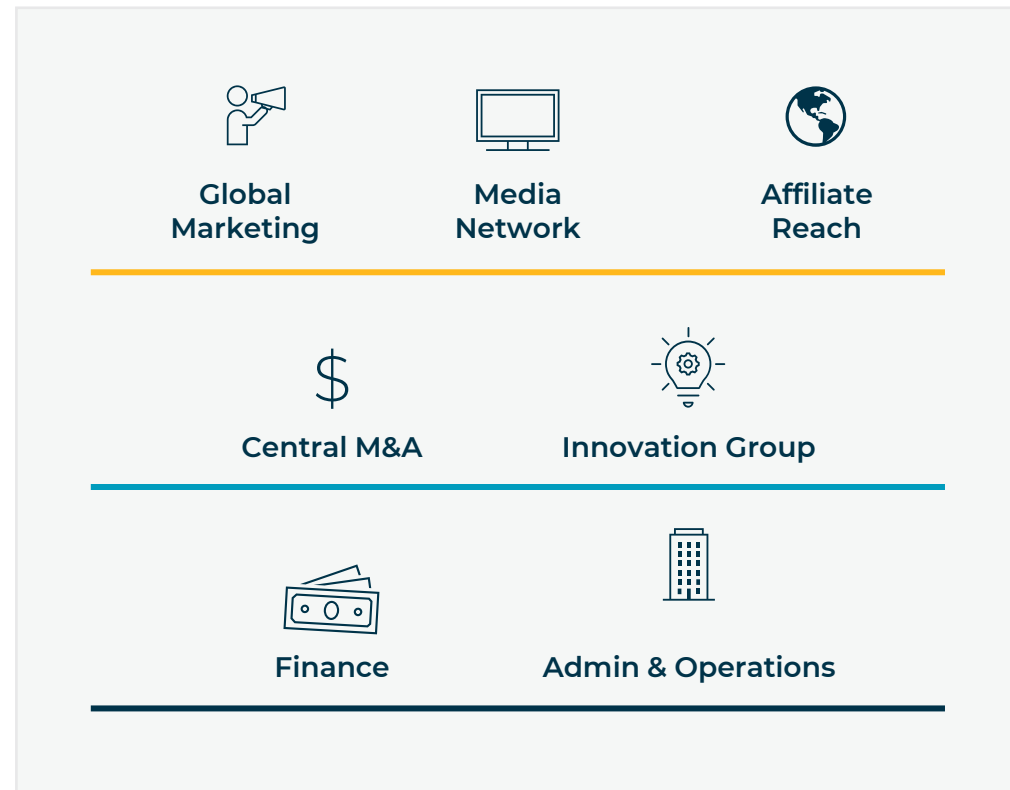 Global
Marketing
Media
Network
Affiliate
Reach
$
Central M&A
Innovation Group
Finance
Admin & Operations